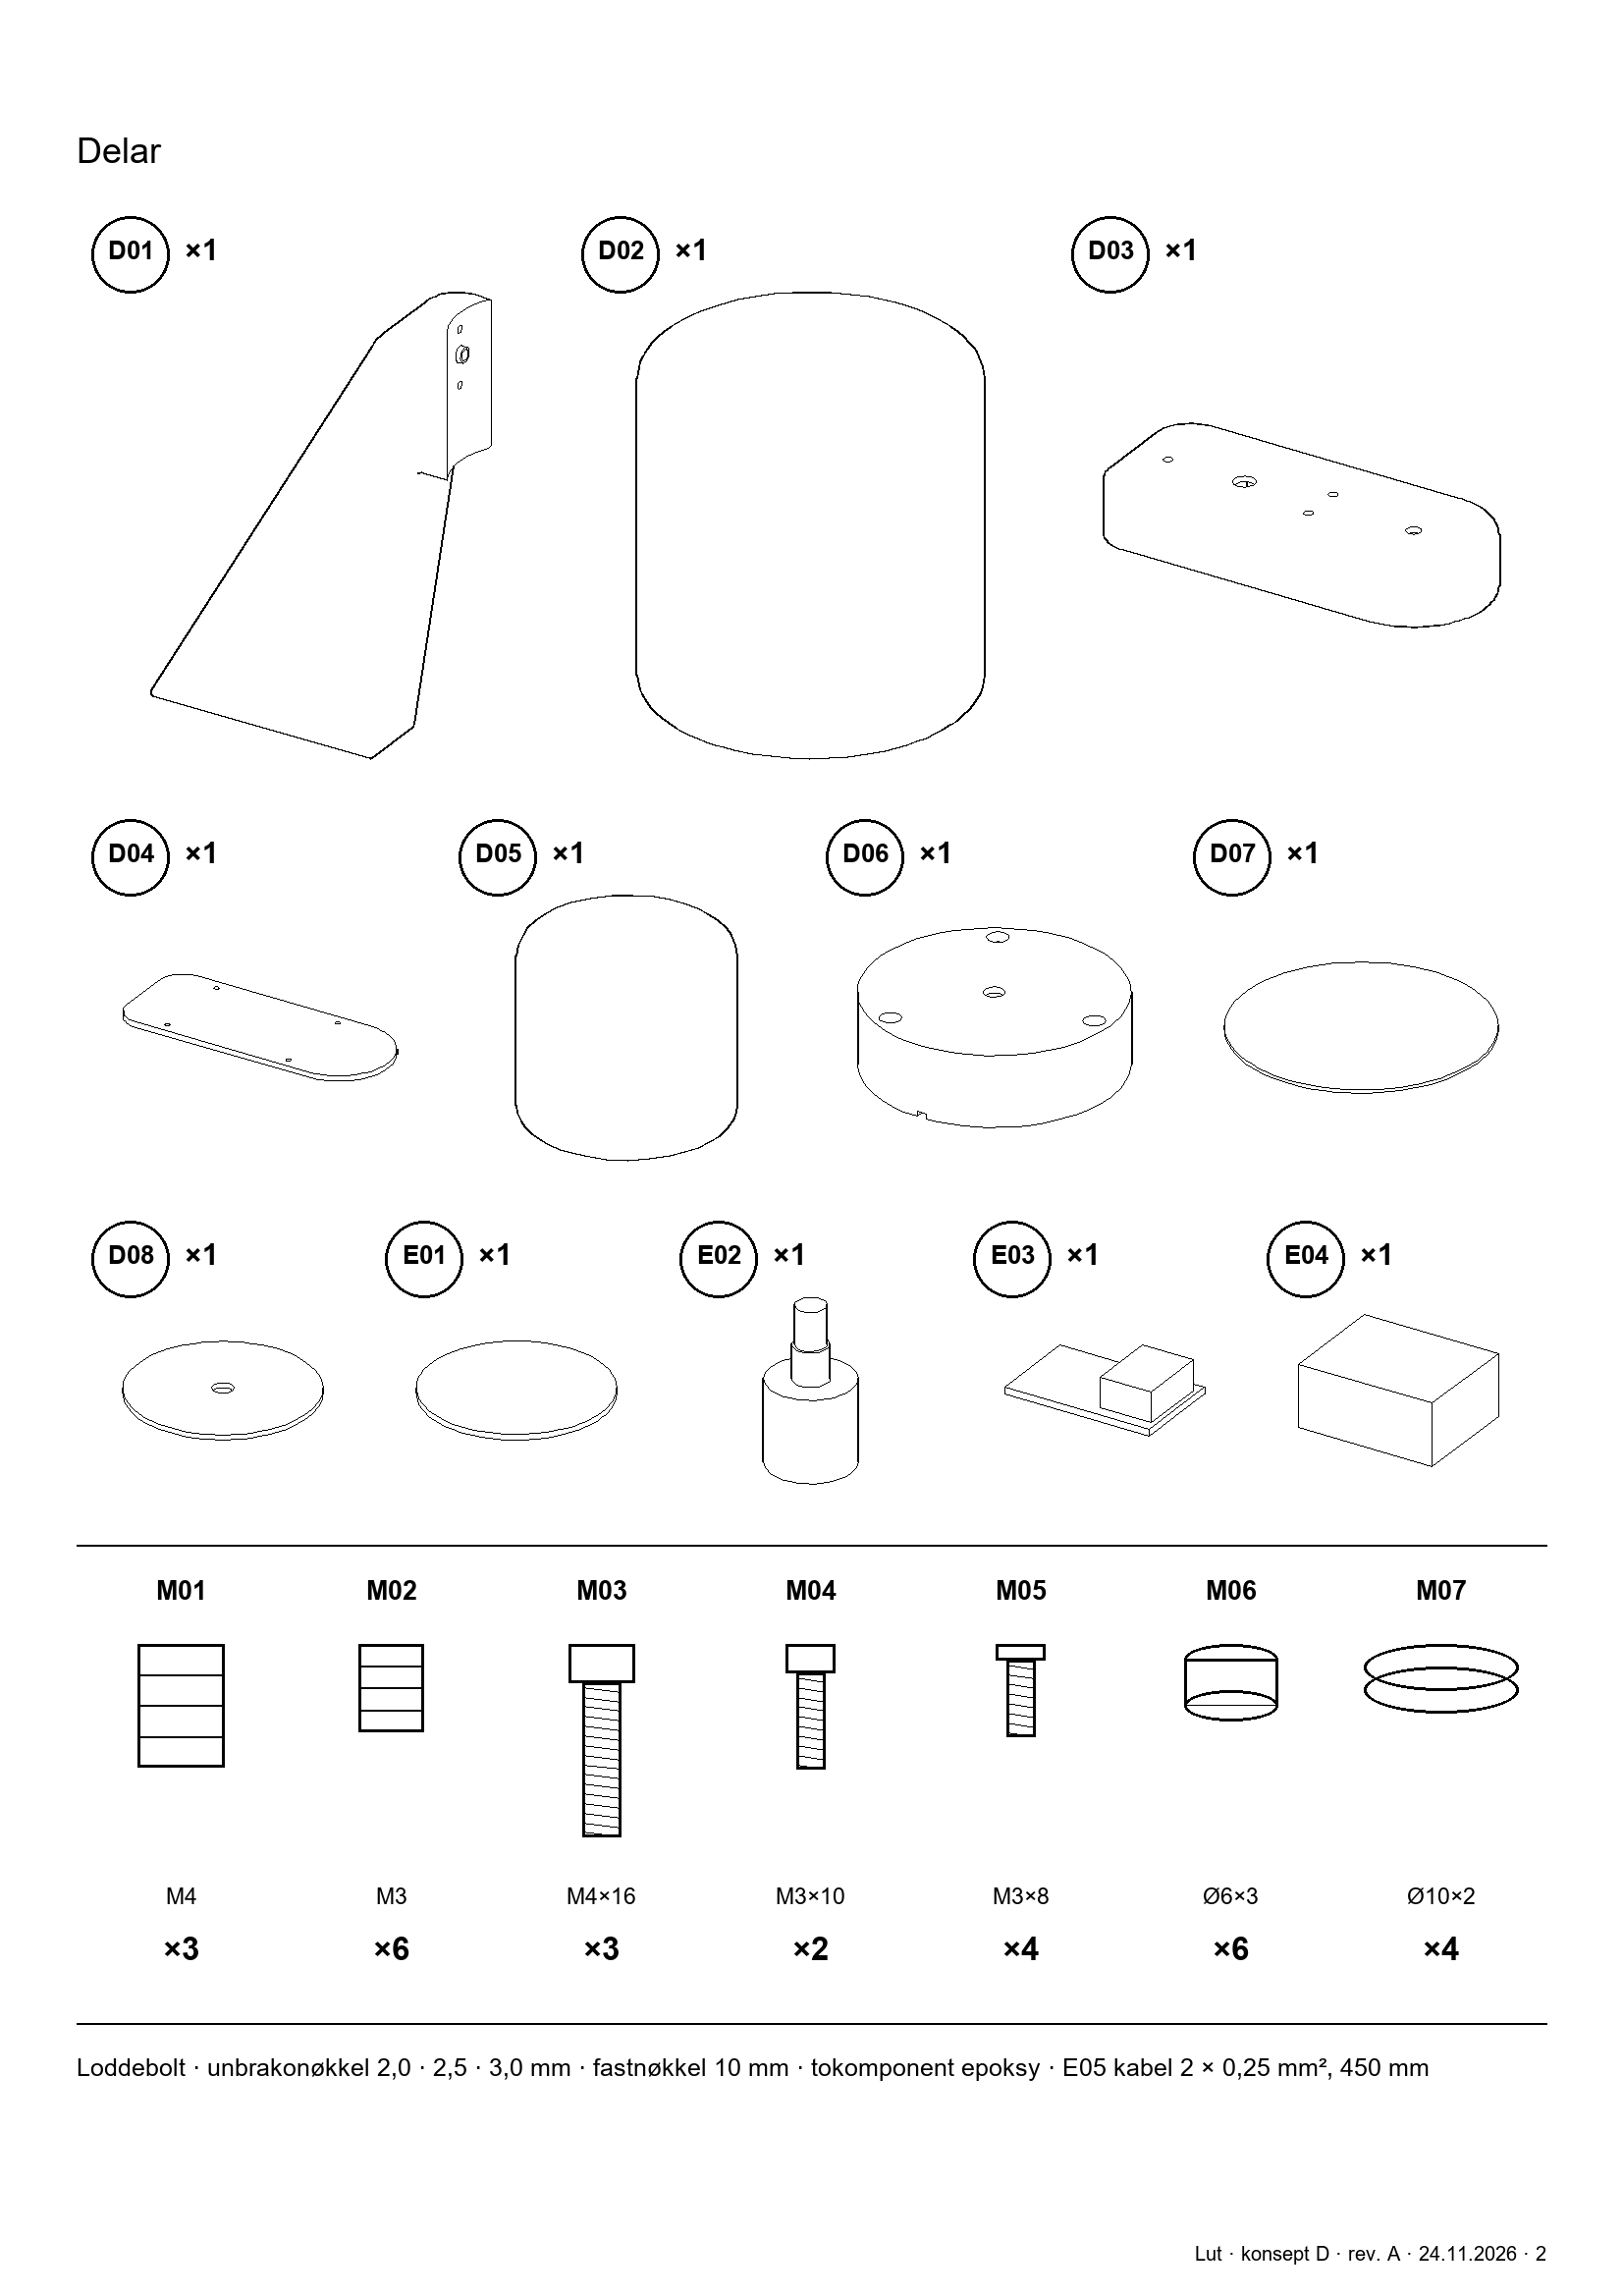 Delar
D01 ×1 D02 ×1 D03 ×1
D04 ×1 D05 ×1 D06 ×1 D07 ×1
D08 ×1 E01 ×1 E02 ×1 E03 ×1 E04 ×1
M01 M02 M03 M04 M05 M06 M07
M4 M3 M4×16 M3×10 M3×8 Ø6×3 Ø10×2
×3 ×6 ×3 ×2 ×4 ×6 ×4
Loddebolt · unbrakonøkkel 2,0 · 2,5 · 3,0 mm · fastnøkkel 10 mm · tokomponent epoksy · E05 kabel 2 × 0,25 mm², 450 mm
Lut · konsept D · rev. A · 24.11.2026 · 2